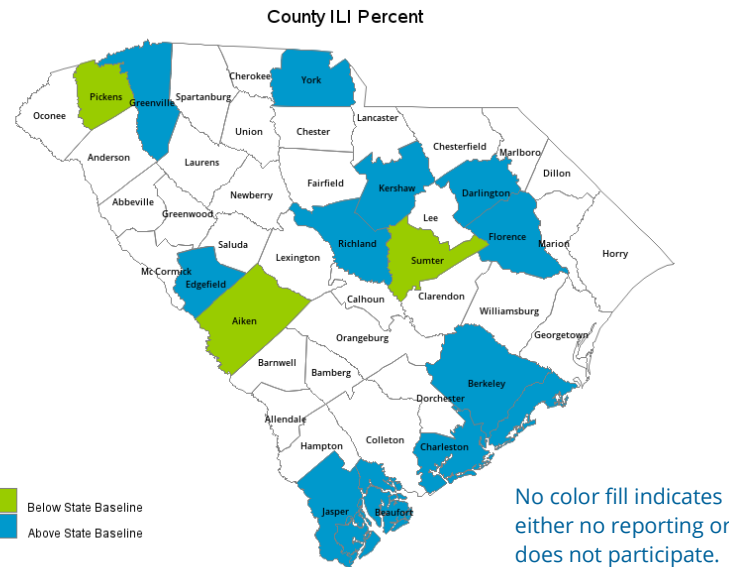 County ILI Percent
Cherokee
York
Pickens
Greenville
Spartanburg
Oconee
Union
Chester
Lancaster
Chesterfield
Marlboro
Anderson
Laurens
Dillon
Fairfield
Kershaw
Darlington
Abbeville
Newberry
Greenwood
Lee
Saluda
Richland
Florence
Marion
Horry
Lexington
Sumter
McCormick
Edgefield
Calhoun
Clarendon
Williamsburg
Aiken
Orangeburg
Georgetown
Barnwell
Bamberg
Berkeley
Dorchester
Allendale
Hampton
Colleton
Charleston
Jasper
Beaufort
Below State Baseline
Above State Baseline
No color fill indicates
either no reporting or
does not participate.